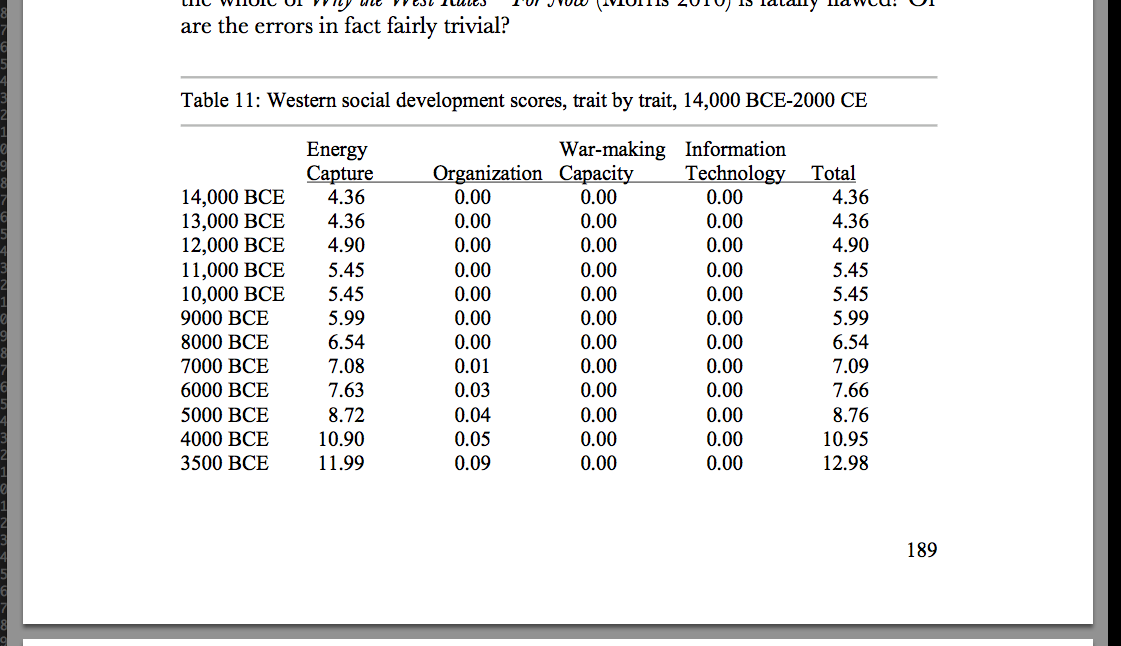 are the errors in fact fairly trivial?
Table 11: Western social development scores, trait by trait, 14,000 BCE-2000 CE
Energy Capture Organization War-making Capacity Information Technology Total
14,000 BCE 4.36 0.00 0.00 0.00 4.36
13,000 BCE 4.36 0.00 0.00 0.00 4.36
12,000 BCE 4.90 0.00 0.00 0.00 4.90
11,000 BCE 5.45 0.00 0.00 0.00 5.45
10,000 BCE 5.45 0.00 0.00 0.00 5.45
9000 BCE 5.99 0.00 0.00 0.00 5.99
8000 BCE 6.54 0.00 0.00 0.00 6.54
7000 BCE 7.08 0.01 0.00 0.00 7.09
6000 BCE 7.63 0.03 0.00 0.00 7.66
5000 BCE 8.72 0.04 0.00 0.00 8.76
4000 BCE 10.90 0.05 0.00 0.00 10.95
3500 BCE 11.99 0.09 0.00 0.00 12.98
189